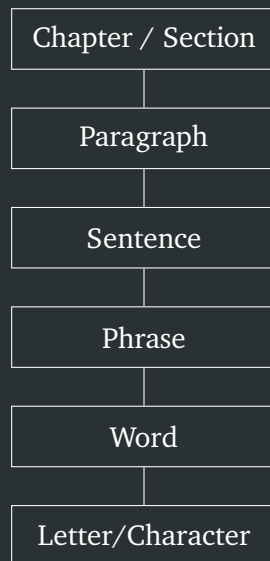 Chapter / Section
Paragraph
Sentence
Phrase
Word
Letter/Character